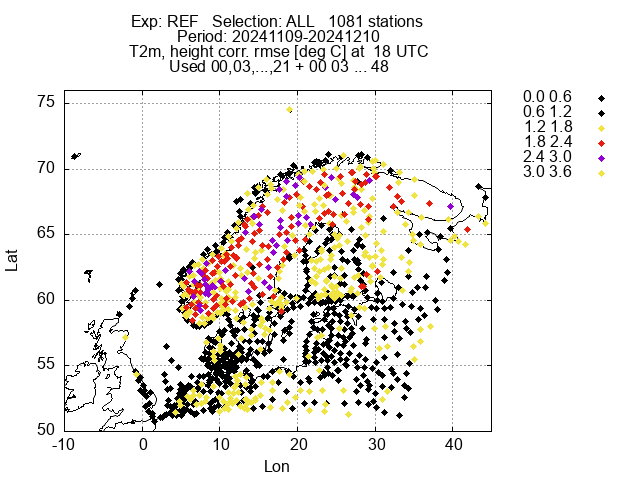 Exp: REF   Selection: ALL   1081 stations
Period: 20241109-20241210
T2m, height corr. rmse [deg C] at  18 UTC
Used 00,03,...,21 + 00 03 ... 48
0.0 0.6
0.6 1.2
1.2 1.8
1.8 2.4
2.4 3.0
3.0 3.6
75
70
65
60
55
50
Lat
-10 0 10 20 30 40
Lon